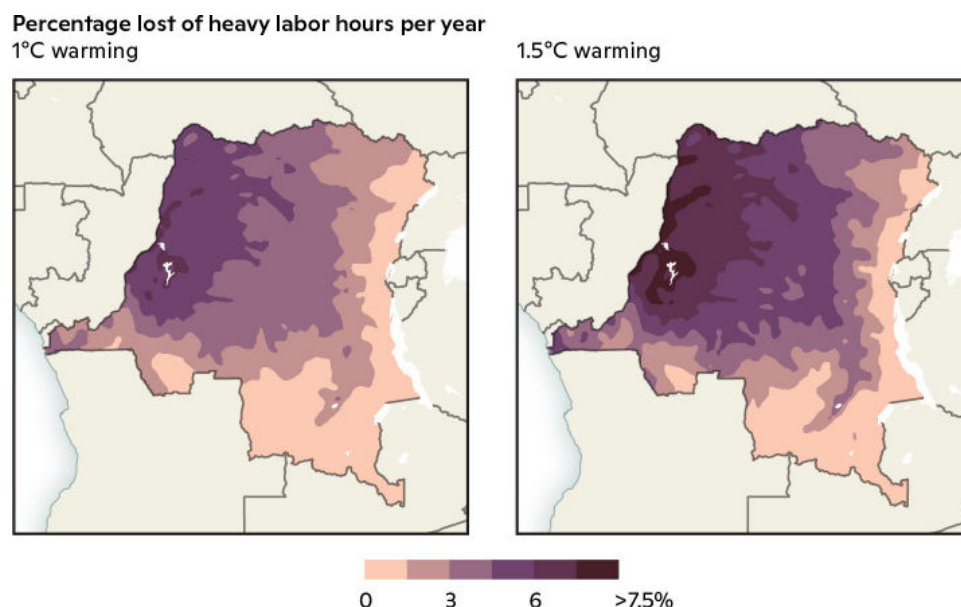 Percentage lost of heavy labor hours per year
1°C warming
1.5°C warming
0 3 6 >7.5%